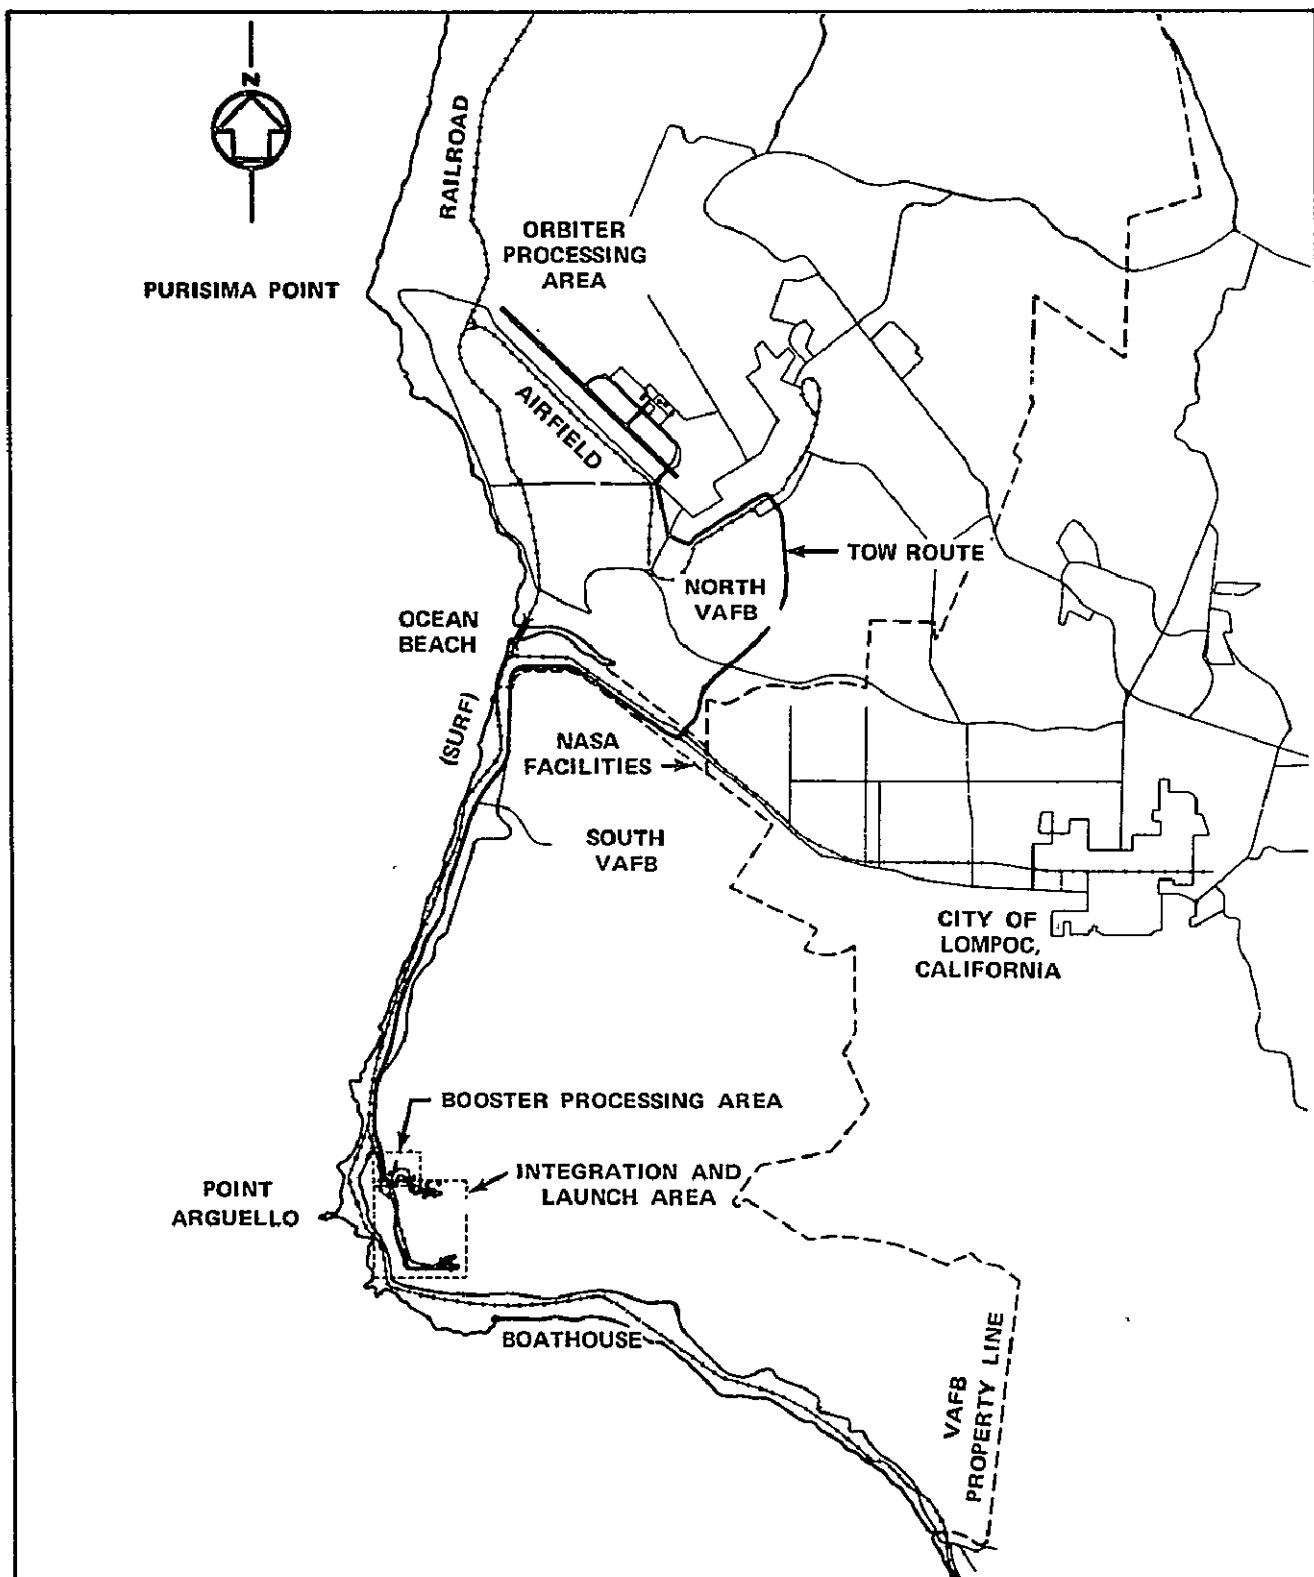 N
RAILROAD
ORBITER
PROCESSING
AREA
PURISIMA POINT
AIRFIELD
TOW ROUTE
NORTH
VAFB
OCEAN
BEACH
(SURF)
NASA
FACILITIES
SOUTH
VAFB
CITY OF
LOMPOC,
CALIFORNIA
BOOSTER PROCESSING AREA
INTEGRATION AND
LAUNCH AREA
POINT
ARGUELLO
BOATHOUSE
VAFB
PROPERTY LINE